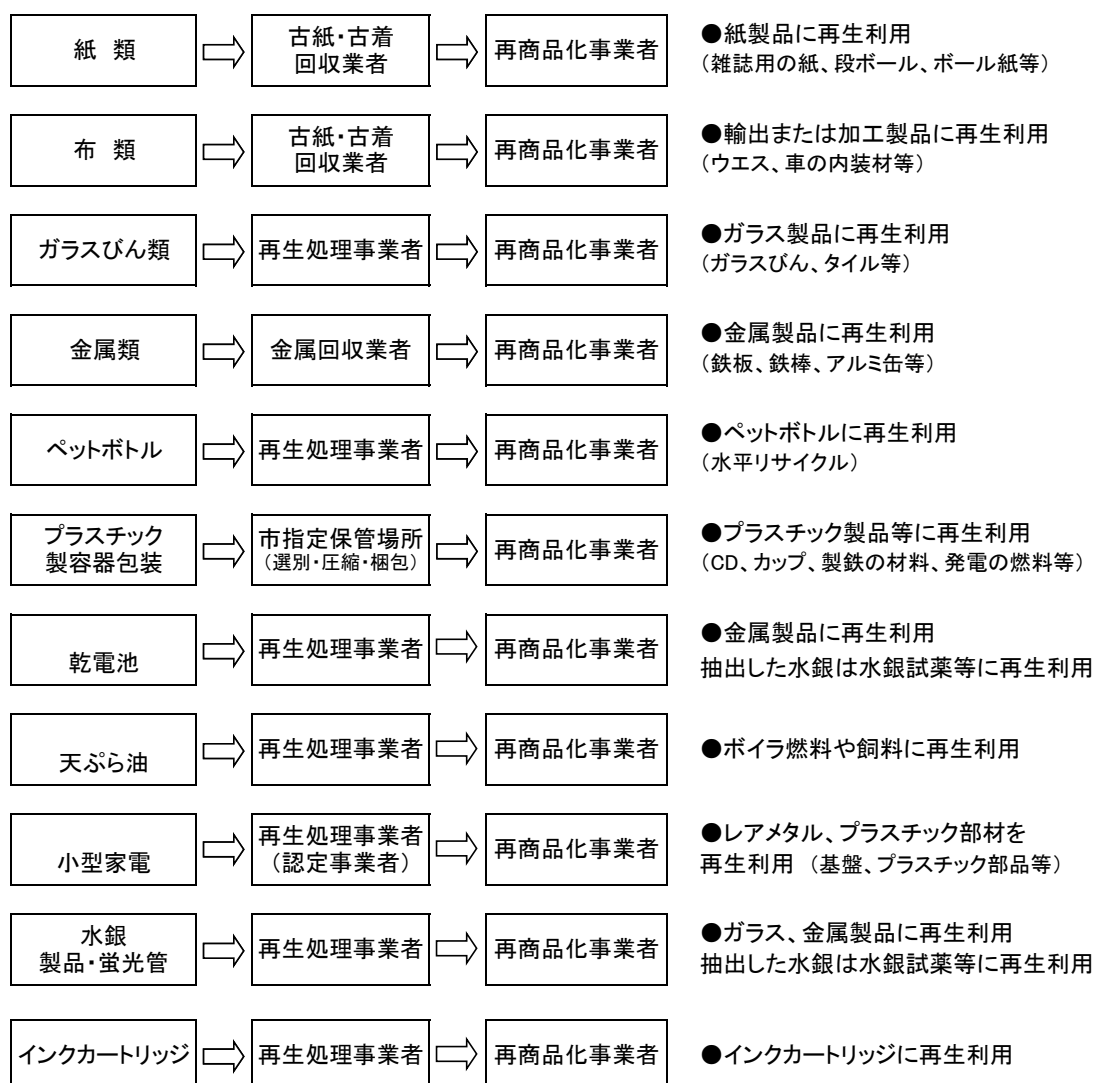 紙 類
古紙・古着
回収業者
再商品化事業者
●紙製品に再生利用
（雑誌用の紙、段ボール、ボール紙等）
布 類
古紙・古着
回収業者
再商品化事業者
●輸出または加工製品に再生利用
（ウエス、車の内装材等）
ガラスびん類
再生処理事業者
再商品化事業者
●ガラス製品に再生利用
（ガラスびん、タイル等）
金属類
金属回収業者
再商品化事業者
●金属製品に再生利用
（鉄板、鉄棒、アルミ缶等）
ペットボトル
再生処理事業者
再商品化事業者
●ペットボトルに再生利用
（水平リサイクル）
プラスチック
製容器包装
市指定保管場所
（選別・圧縮・梱包）
再商品化事業者
●プラスチック製品等に再生利用
（CD、カップ、製鉄の材料、発電の燃料等）
乾電池
再生処理事業者
再商品化事業者
●金属製品に再生利用
抽出した水銀は水銀試薬等に再生利用
天ぷら油
再生処理事業者
再商品化事業者
●ボイラ燃料や飼料に再生利用
小型家電
再生処理事業者
（認定事業者）
再商品化事業者
●レアメタル、プラスチック部材を
再生利用 （基盤、プラスチック部品等）
水銀
製品・蛍光管
再生処理事業者
再商品化事業者
●ガラス、金属製品に再生利用
抽出した水銀は水銀試薬等に再生利用
インクカートリッジ
再生処理事業者
再商品化事業者
●インクカートリッジに再生利用